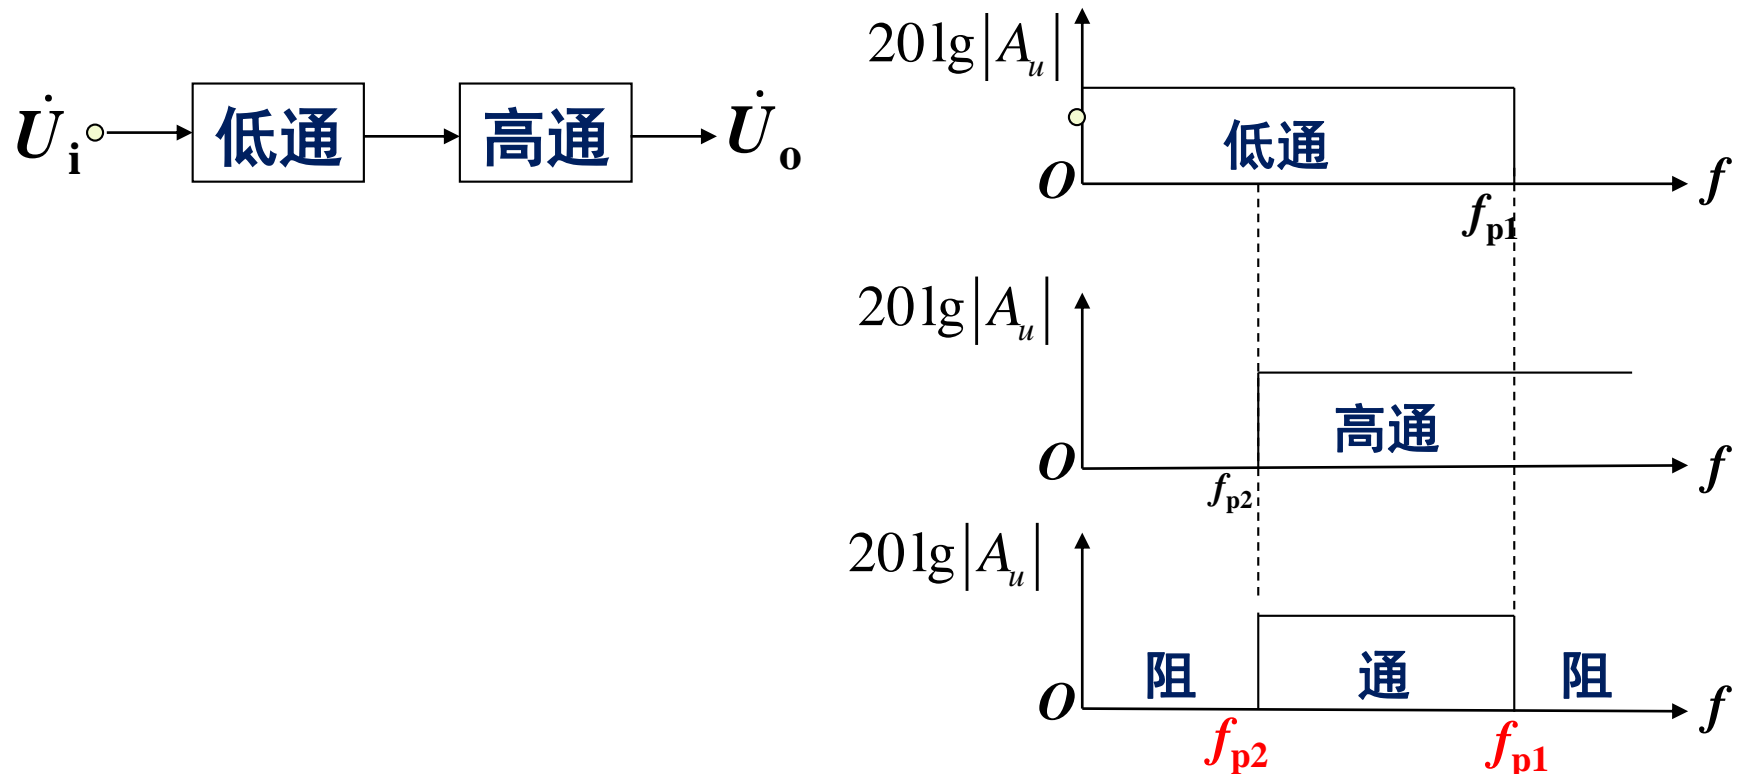 U̇i 低通 高通 U̇o
20lg|Au|
低通
O f
fp1
20lg|Au|
高通
O f
fp2
20lg|Au|
阻 通 阻
O f
fp2 fp1